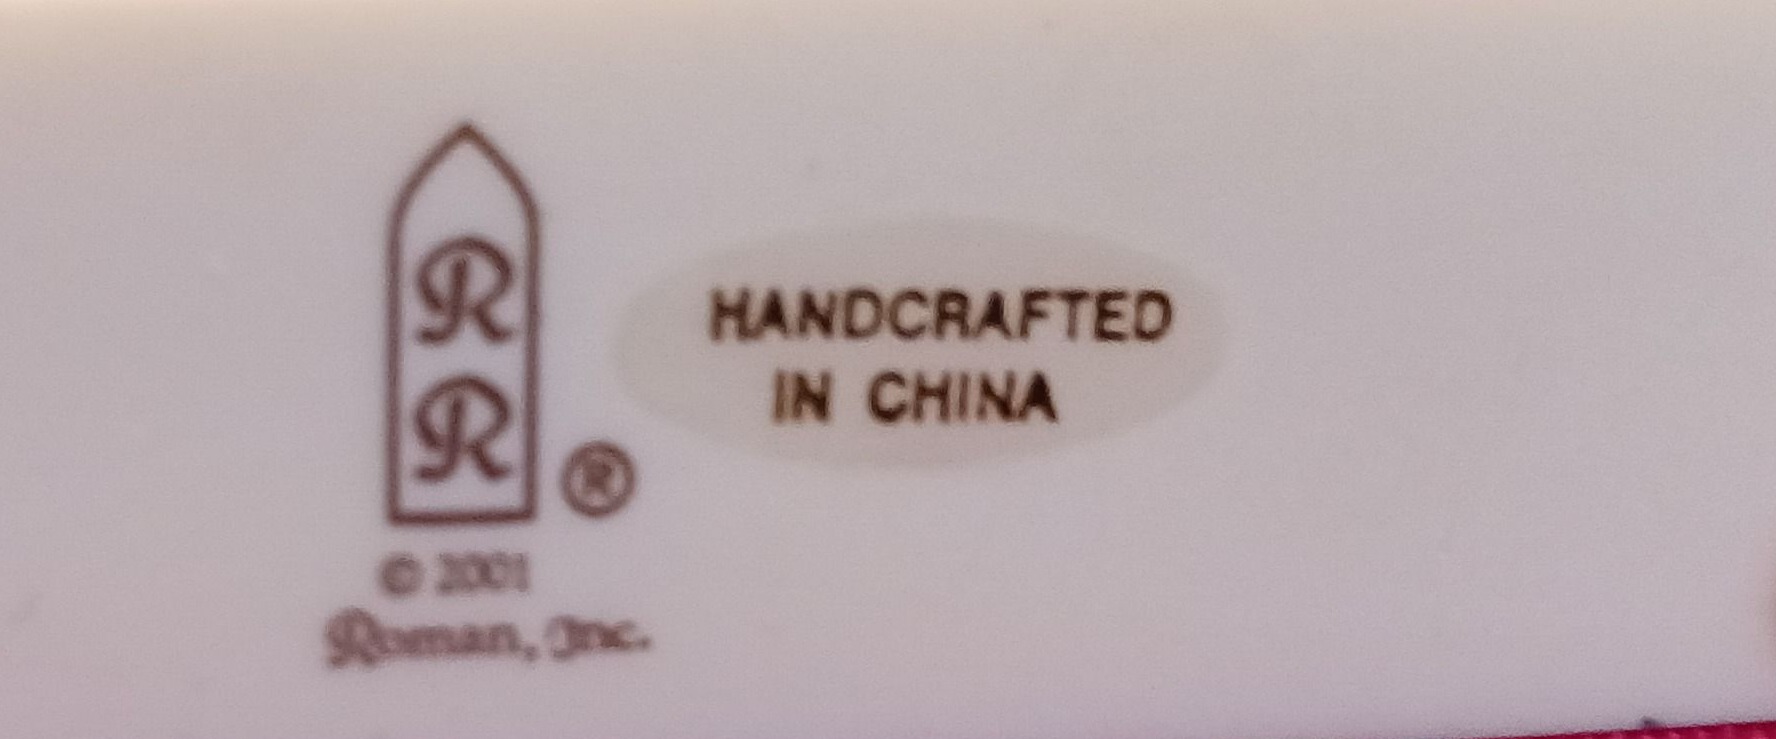 R
R
®
© 2001
Roman, Inc.
HANDCRAFTED
IN CHINA